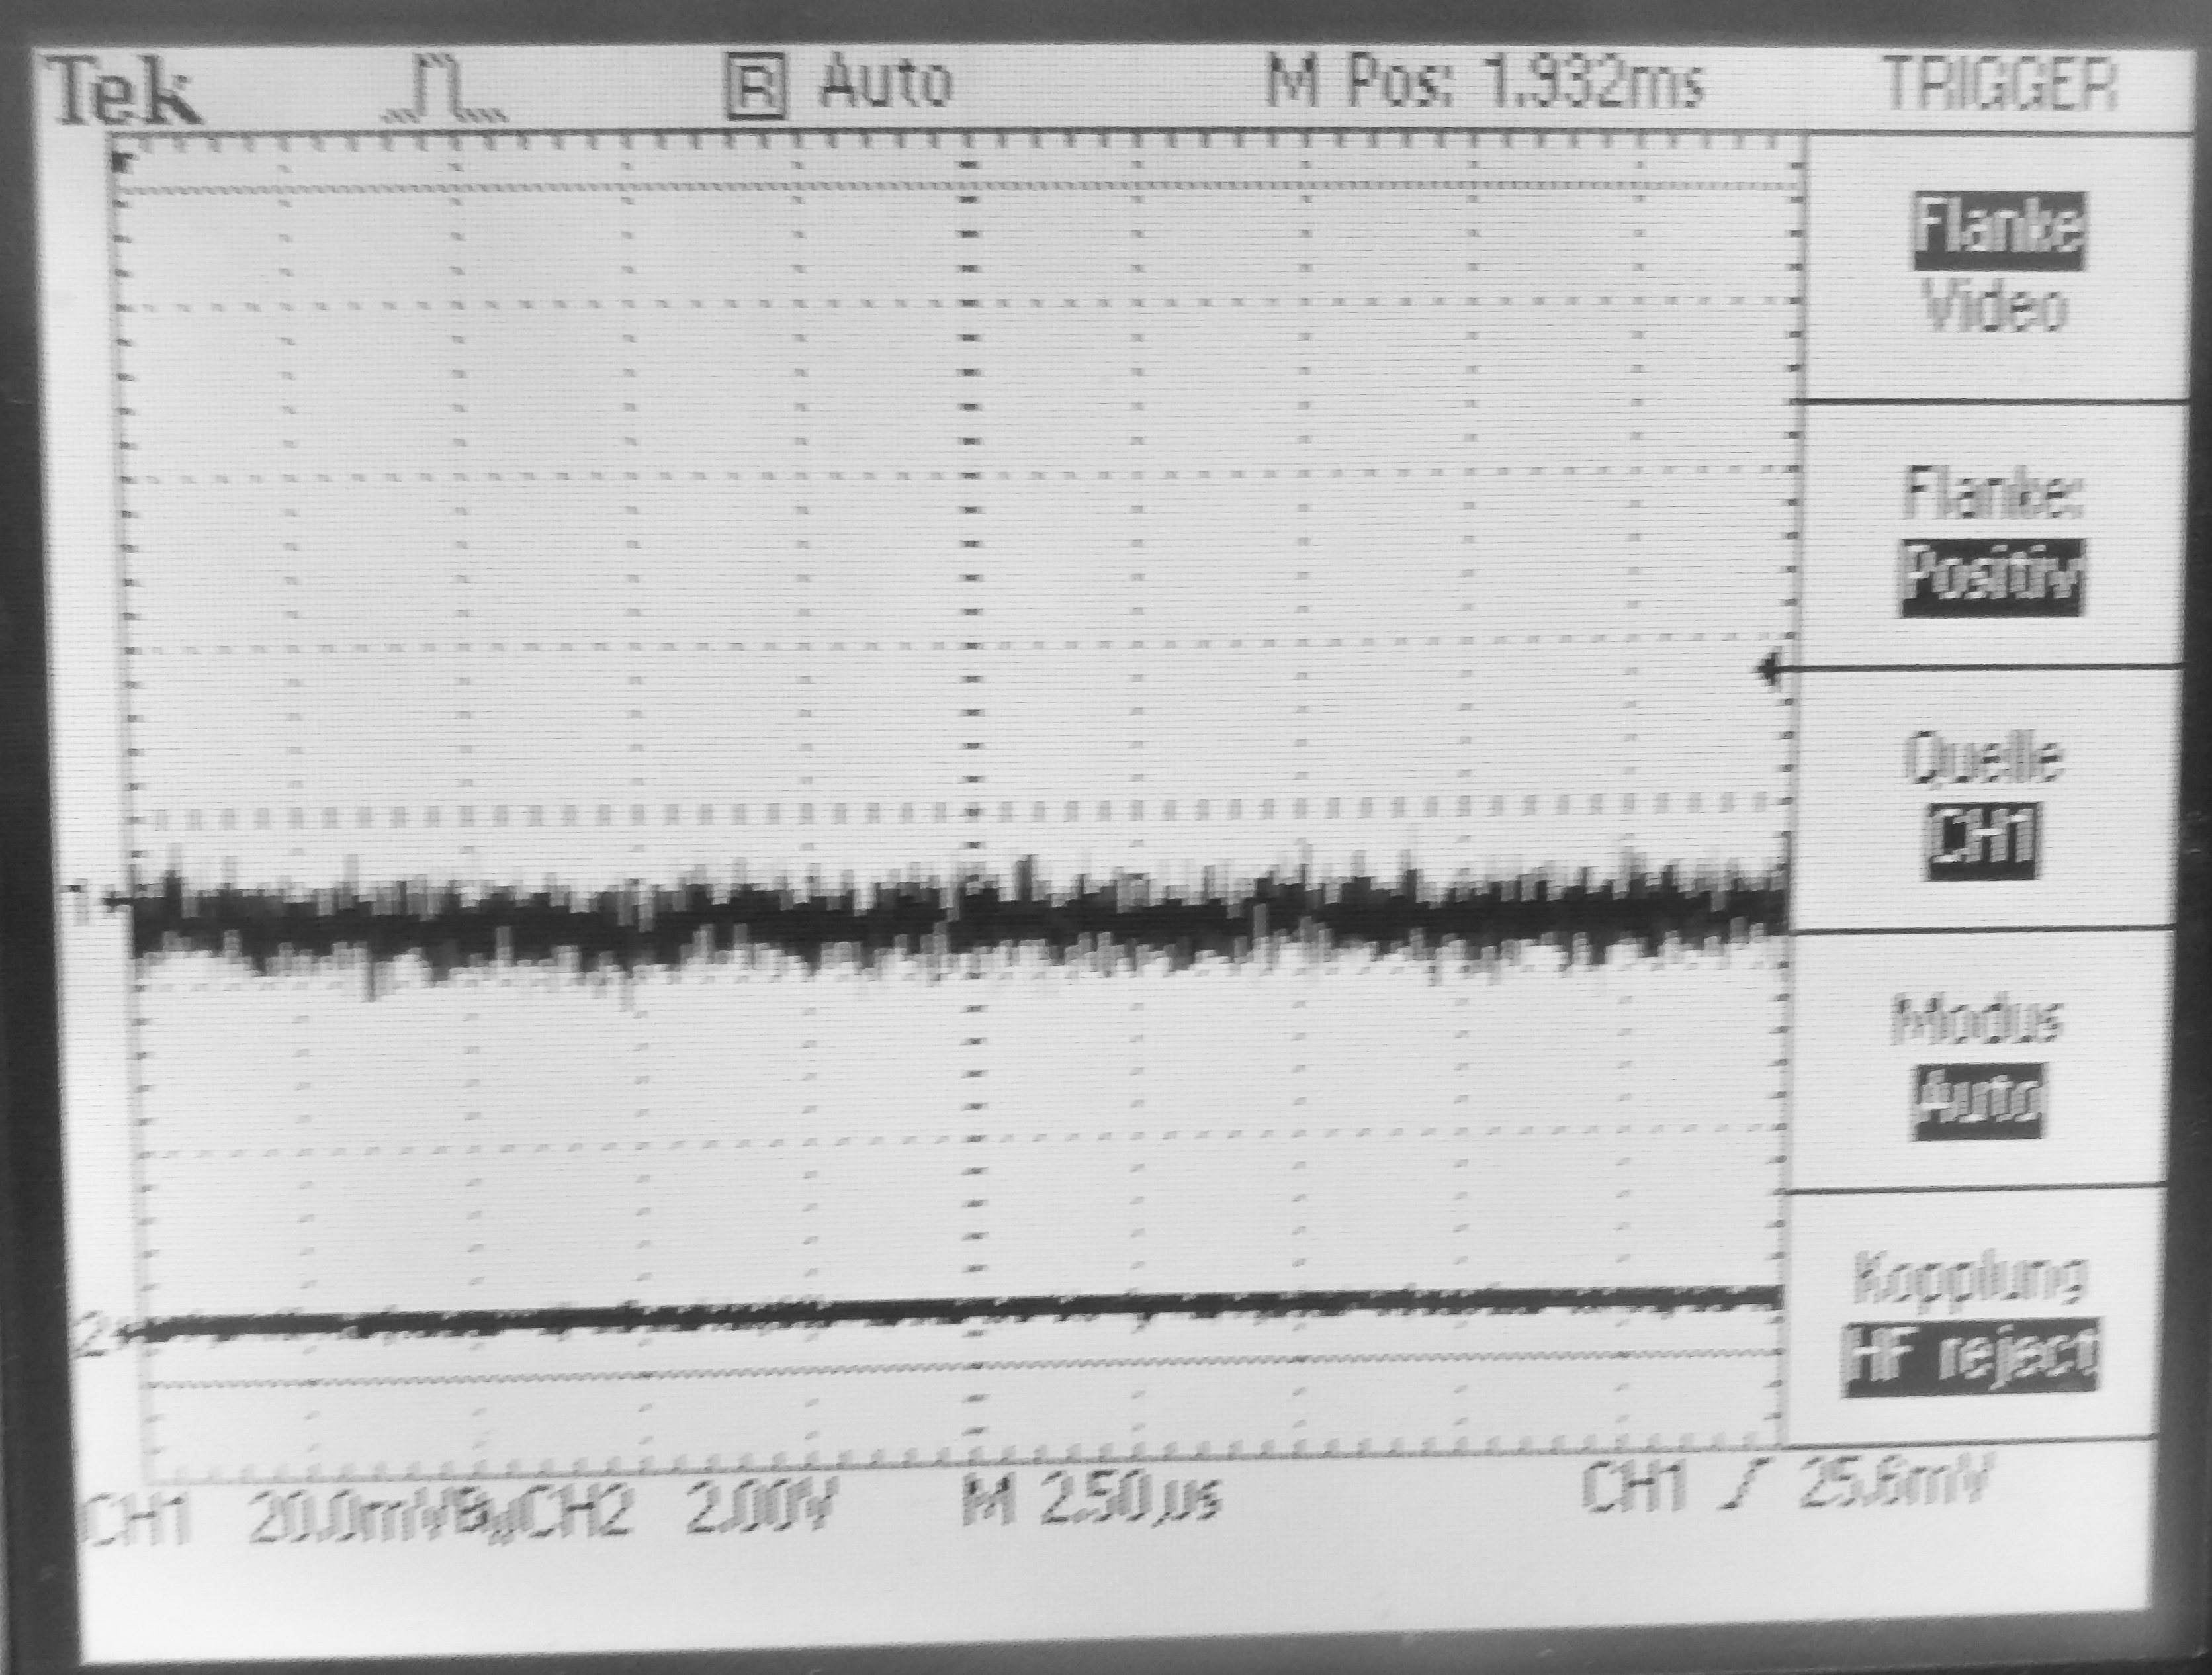 Tek R Auto M Pos: 1.932ms TRIGGER
Flanke
Video
Flanke:
Positiv
Quelle
CH1
Modus
Auto
Kopplung
HF reject
1
2
CH1 20.0mV CH2 2.00V M 2.50µs CH1 25.6mV